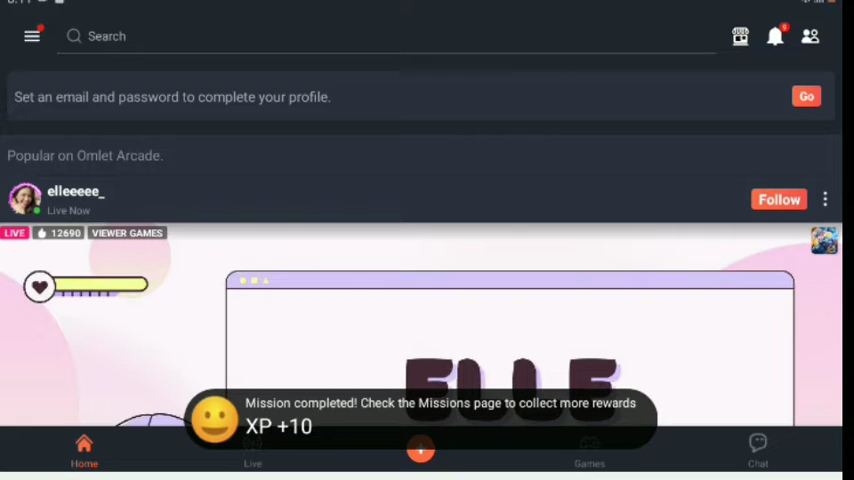 Search
Set an email and password to complete your profile.
Go
Popular on Omlet Arcade.
elleeeee_
Live Now
Follow
LIVE
12690
VIEWER GAMES
ELLE
Mission completed! Check the Missions page to collect more rewards
XP +10
Home
Live
Games
Chat